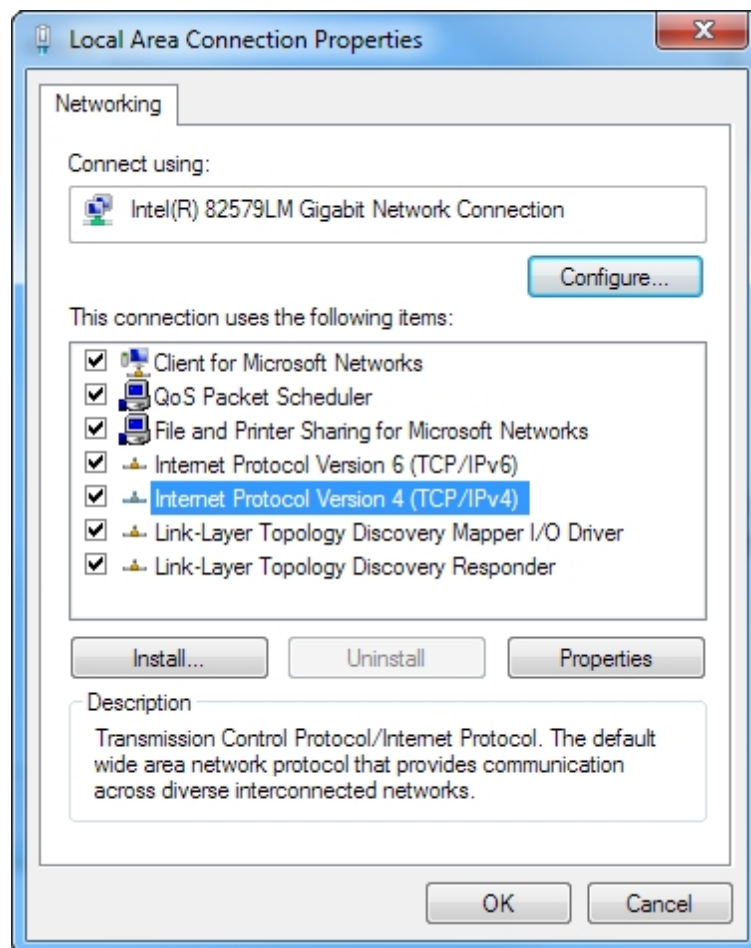 Local Area Connection Properties
Networking
Connect using:
Intel(R) 82579LM Gigabit Network Connection
Configure...
This connection uses the following items:
Client for Microsoft Networks
QoS Packet Scheduler
File and Printer Sharing for Microsoft Networks
Internet Protocol Version 6 (TCP/IPv6)
Internet Protocol Version 4 (TCP/IPv4)
Link-Layer Topology Discovery Mapper I/O Driver
Link-Layer Topology Discovery Responder
Install... Uninstall Properties
Description
Transmission Control Protocol/Internet Protocol. The default
wide area network protocol that provides communication
across diverse interconnected networks.
OK Cancel